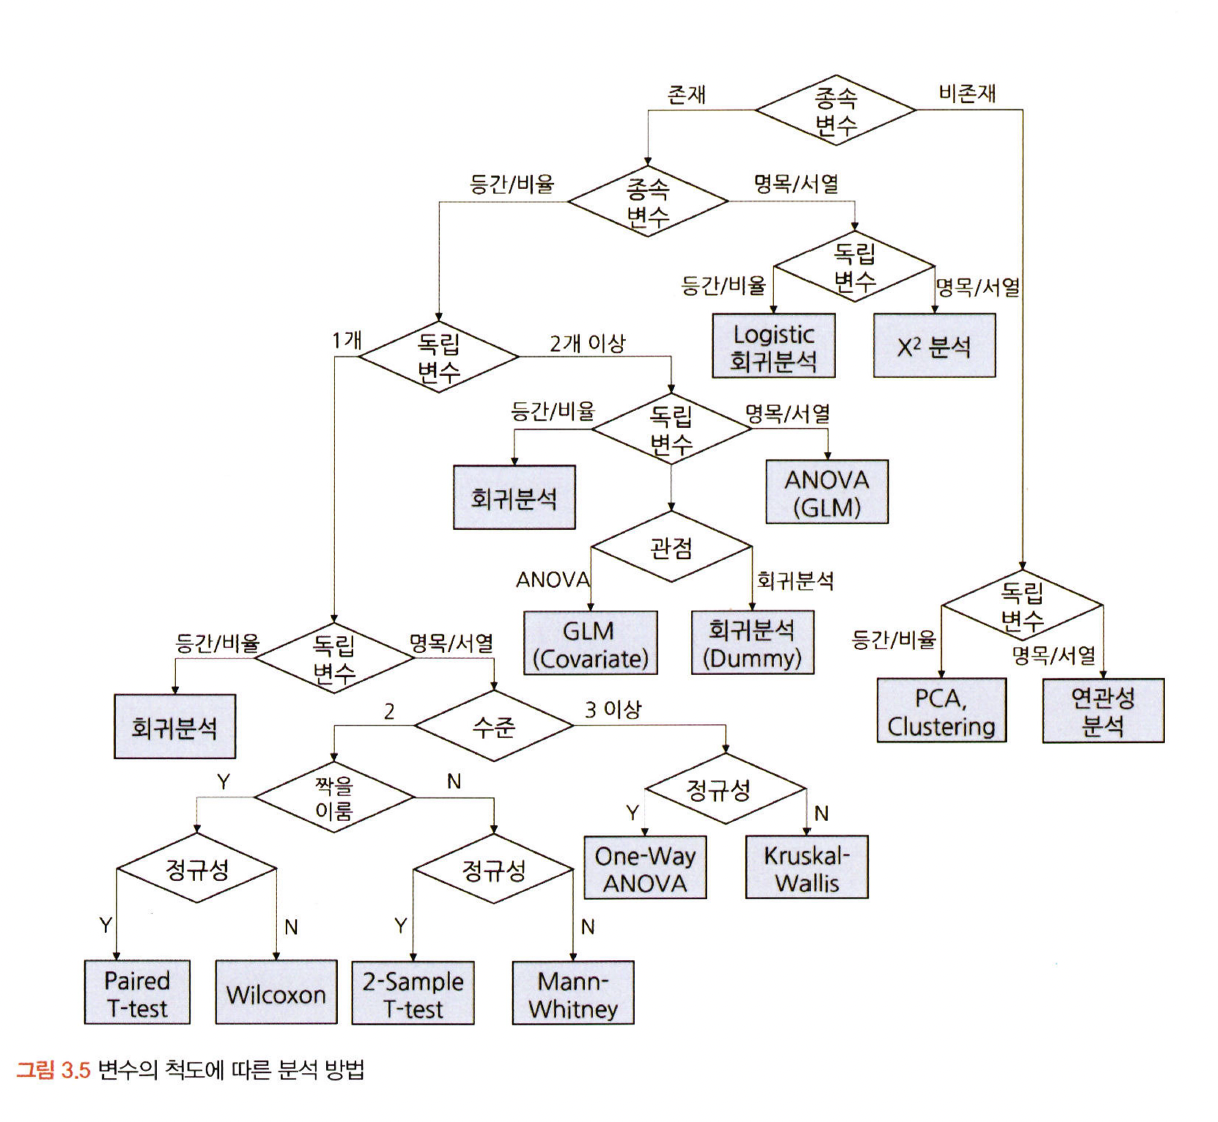 존재
종속
변수
비존재
등간/비율
종속
변수
명목/서열
독립
변수
등간/비율
명목/서열
Logistic
회귀분석
X² 분석
1개
독립
변수
2개 이상
등간/비율
독립
변수
명목/서열
회귀분석
ANOVA
(GLM)
관점
ANOVA
회귀분석
GLM
(Covariate)
회귀분석
(Dummy)
독립
변수
등간/비율
명목/서열
PCA,
Clustering
연관성
분석
등간/비율
독립
변수
명목/서열
회귀분석
2
수준
3 이상
Y
짝을
이룸
N
정규성
Y
N
정규성
정규성
One-Way
ANOVA
Kruskal-
Wallis
Y
N
Y
N
Paired
T-test
Wilcoxon
2-Sample
T-test
Mann-
Whitney
그림 3.5 변수의 척도에 따른 분석 방법